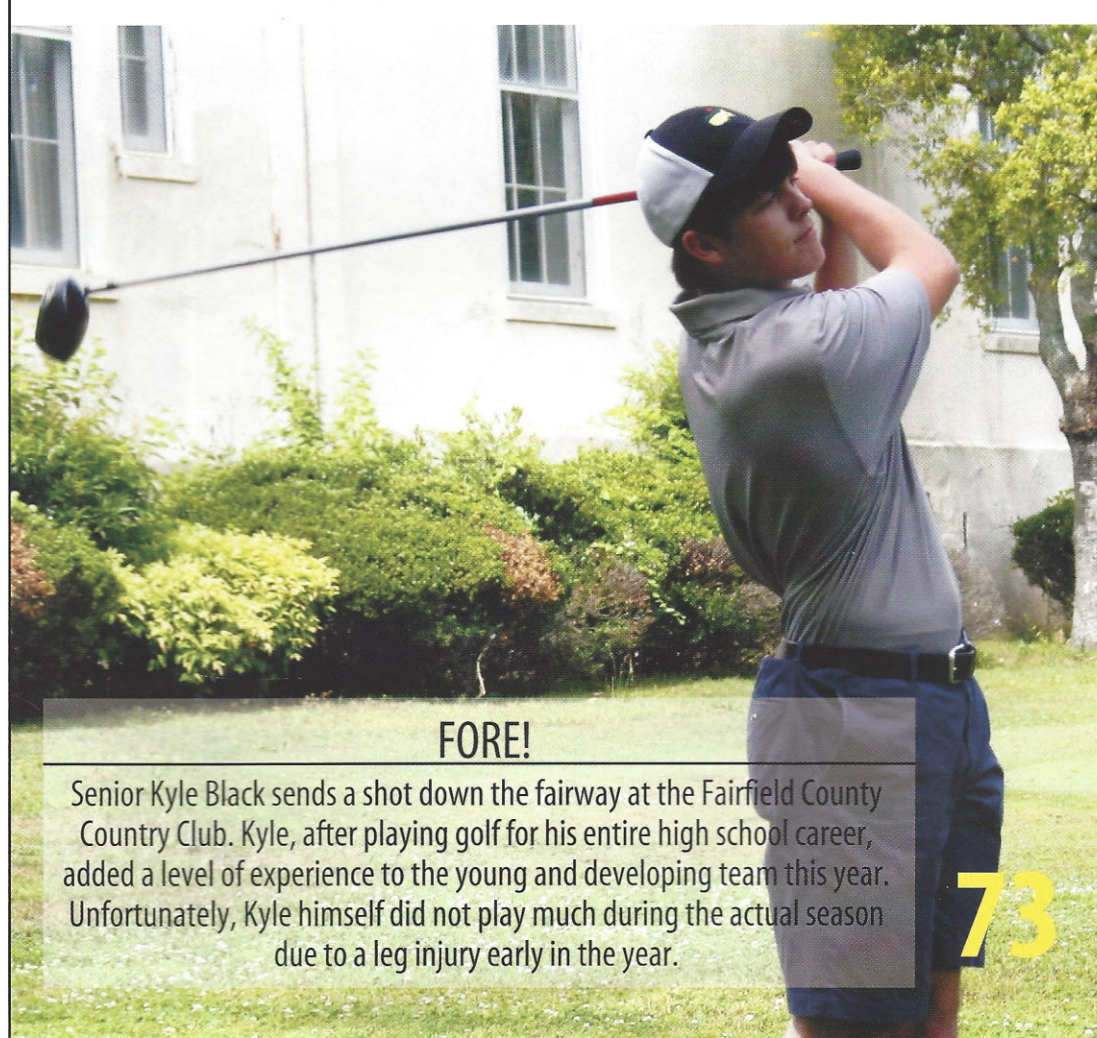 FORE!
Senior Kyle Black sends a shot down the fairway at the Fairfield County
Country Club. Kyle, after playing golf for his entire high school career,
added a level of experience to the young and developing team this year.
Unfortunately, Kyle himself did not play much during the actual season
due to a leg injury early in the year.
73